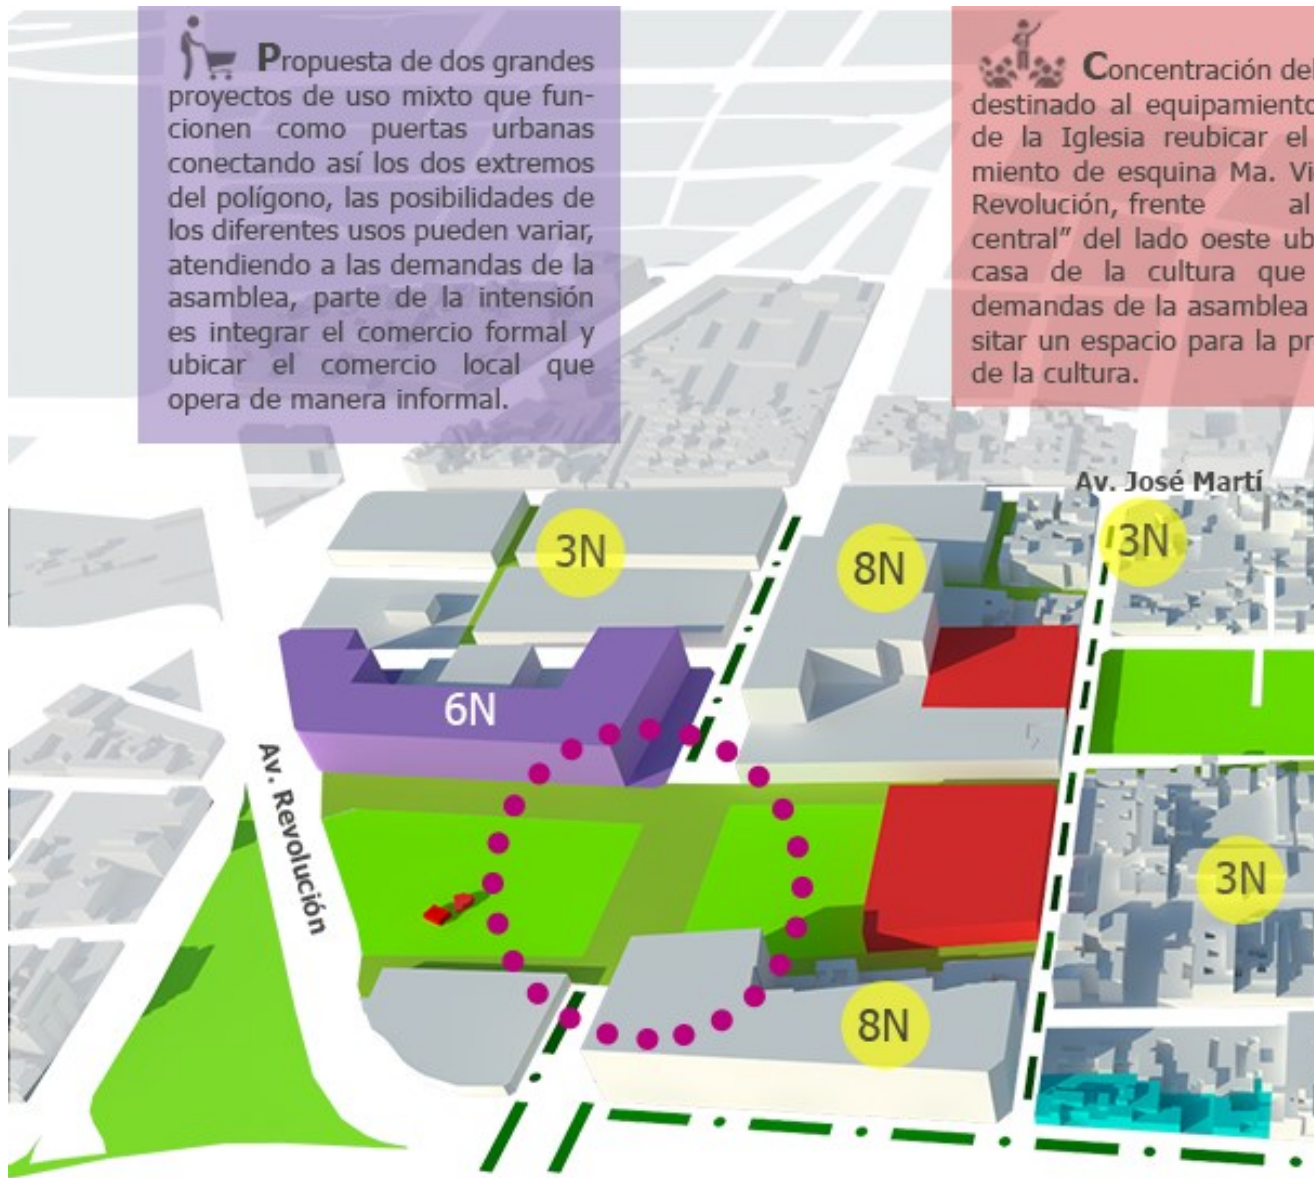 Propuesta de dos grandes
proyectos de uso mixto que fun-
cionen como puertas urbanas
conectando así los dos extremos
del polígono, las posibilidades de
los diferentes usos pueden variar,
atendiendo a las demandas de la
asamblea, parte de la intensión
es integrar el comercio formal y
ubicar el comercio local que
opera de manera informal.
Concentración del
destinado al equipamiento
de la Iglesia reubicar el
miento de esquina Ma. Vi
Revolución, frente al
central” del lado oeste ub
casa de la cultura que
demandas de la asamblea
sitar un espacio para la pr
de la cultura.
Av. José Martí
3N
8N
3N
6N
Av. Revolución
3N
8N